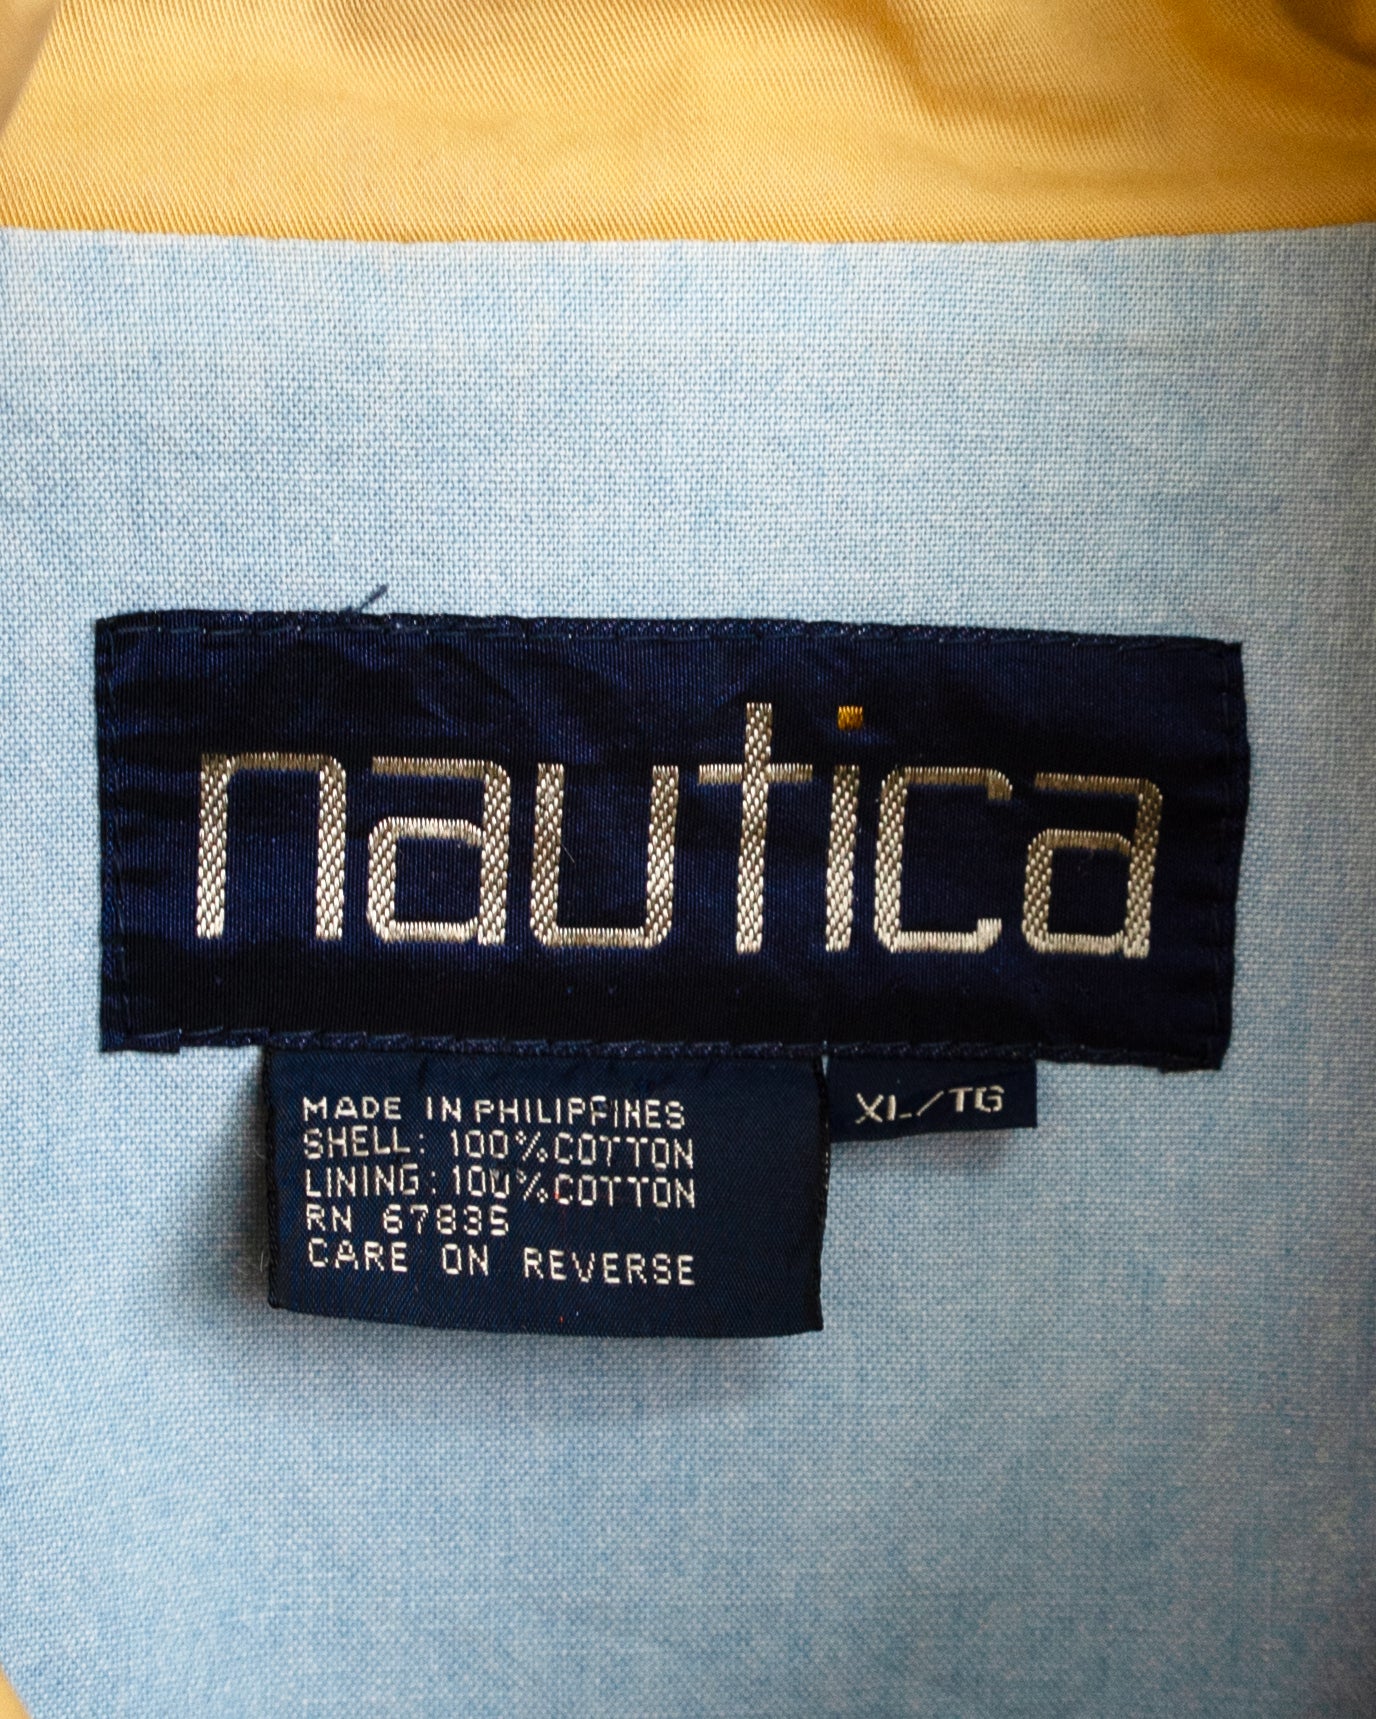 nautica
XL/TG
MADE IN PHILIPPINES
SHELL: 100% COTTON
LINING: 100% COTTON
RN 67835
CARE ON REVERSE